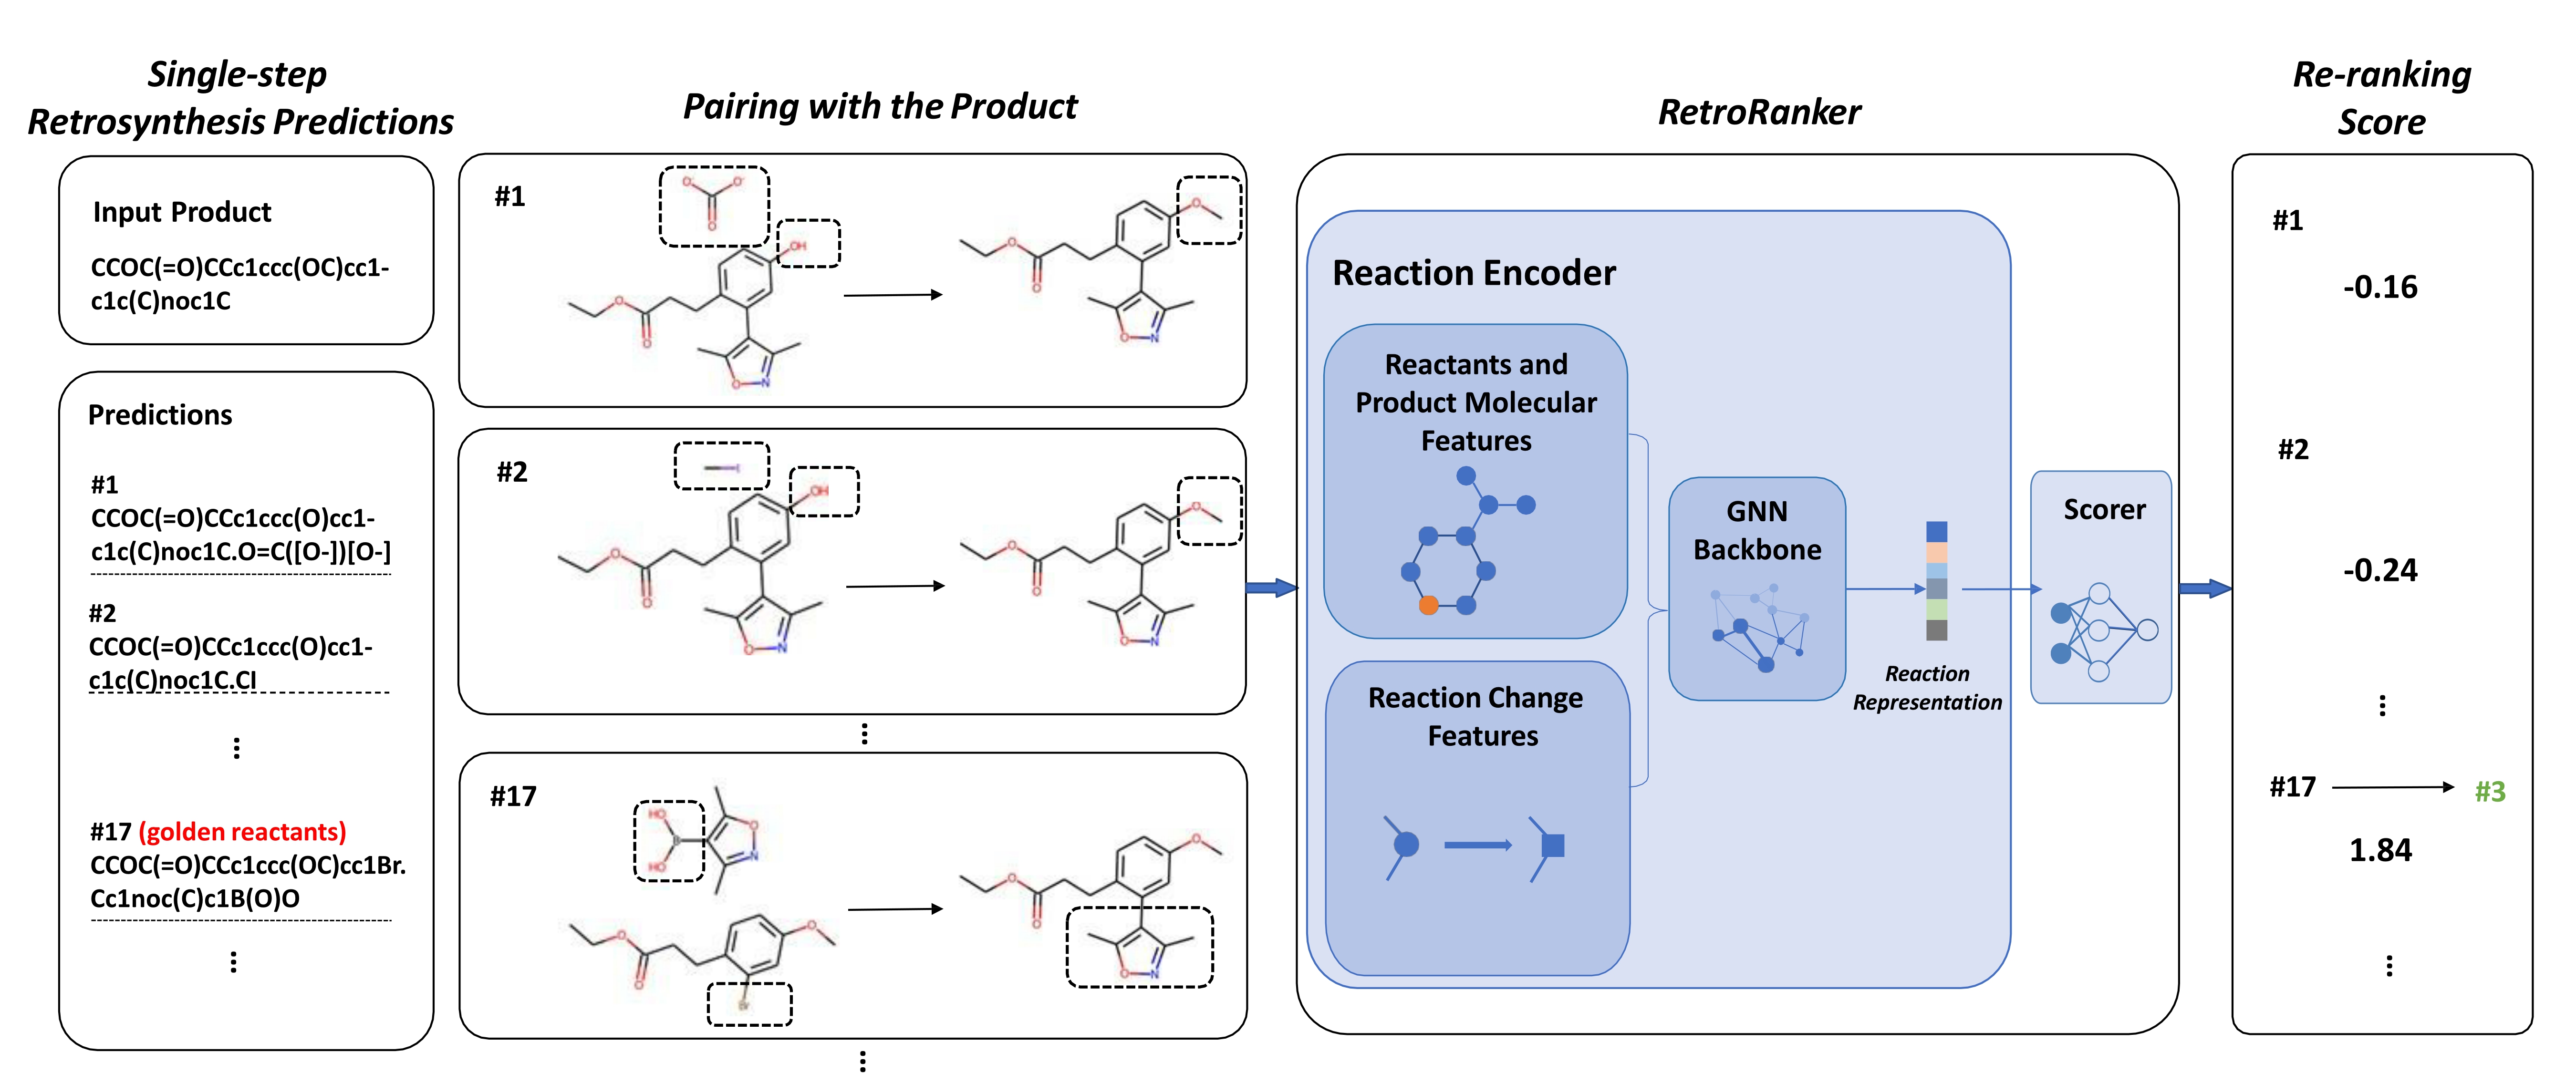 Single-step
Retrosynthesis Predictions
Input Product
CCOC(=O)CCc1ccc(OC)cc1-
c1c(C)noc1C
Predictions
#1
CCOC(=O)CCc1ccc(O)cc1-
c1c(C)noc1C.O=C([O-])[O-]
#2
CCOC(=O)CCc1ccc(O)cc1-
c1c(C)noc1C.CI
#17 (golden reactants)
CCOC(=O)CCc1ccc(OC)cc1Br.
Cc1noc(C)c1B(O)O
Pairing with the Product
#1
O- O-
O
OH
O
O
O
N
O
O
O
O
N
#2
I
OH
O
O
O
N
O
O
O
O
N
#17
HO
B
HO
O
N
O
O
O
Br
O
O
O
O
N
RetroRanker
Reaction Encoder
Reactants and
Product Molecular
Features
Reaction Change
Features
GNN
Backbone
Reaction
Representation
Scorer
Re-ranking
Score
#1
-0.16
#2
-0.24
#17 #3
1.84